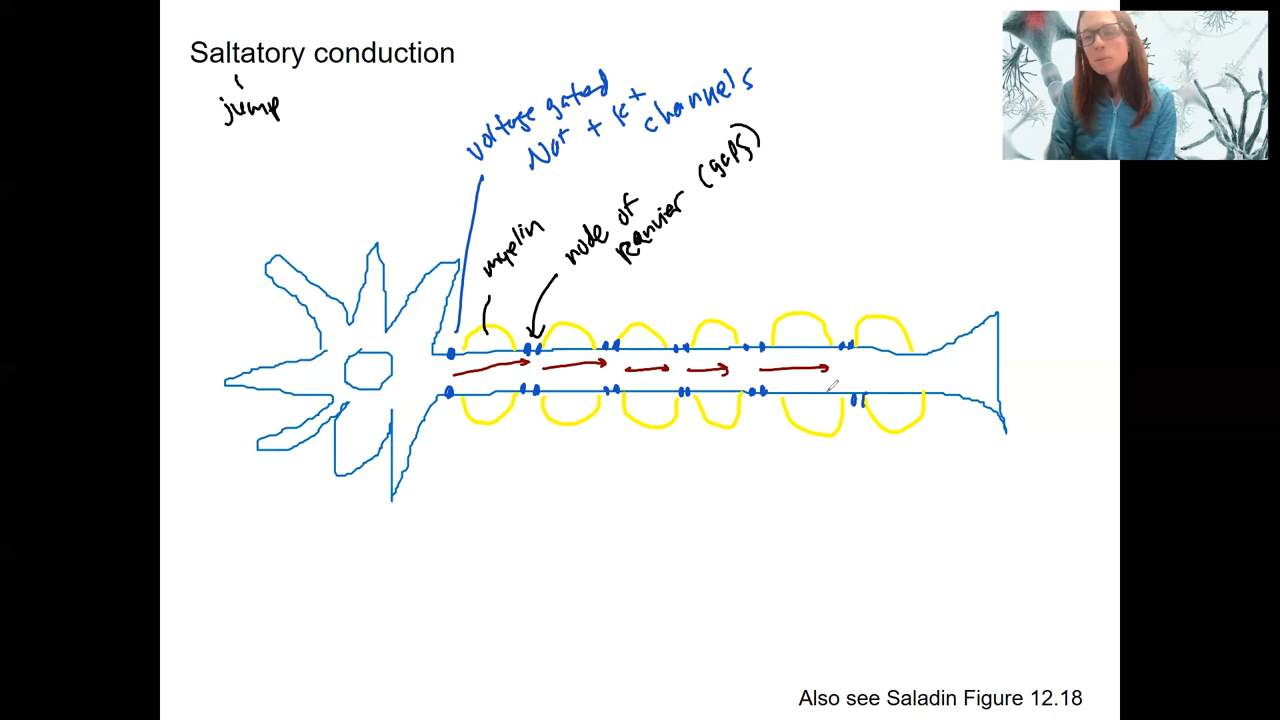 Saltatory conduction
jump
voltage gated
Na+ + K+
channels
myelin
node of
Ranvier (gaps)
Also see Saladin Figure 12.18